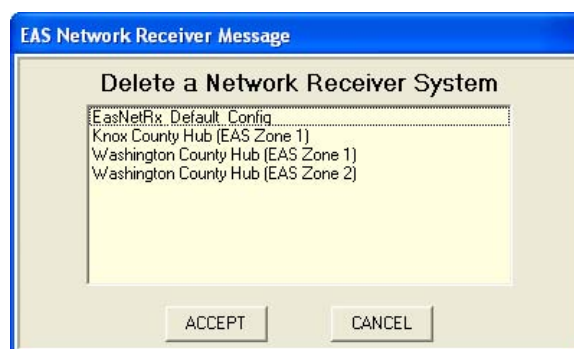 EAS Network Receiver Message
Delete a Network Receiver System
EasNetRx_Default_Config
Knox County Hub (EAS Zone 1)
Washington County Hub (EAS Zone 1)
Washington County Hub (EAS Zone 2)
ACCEPT CANCEL